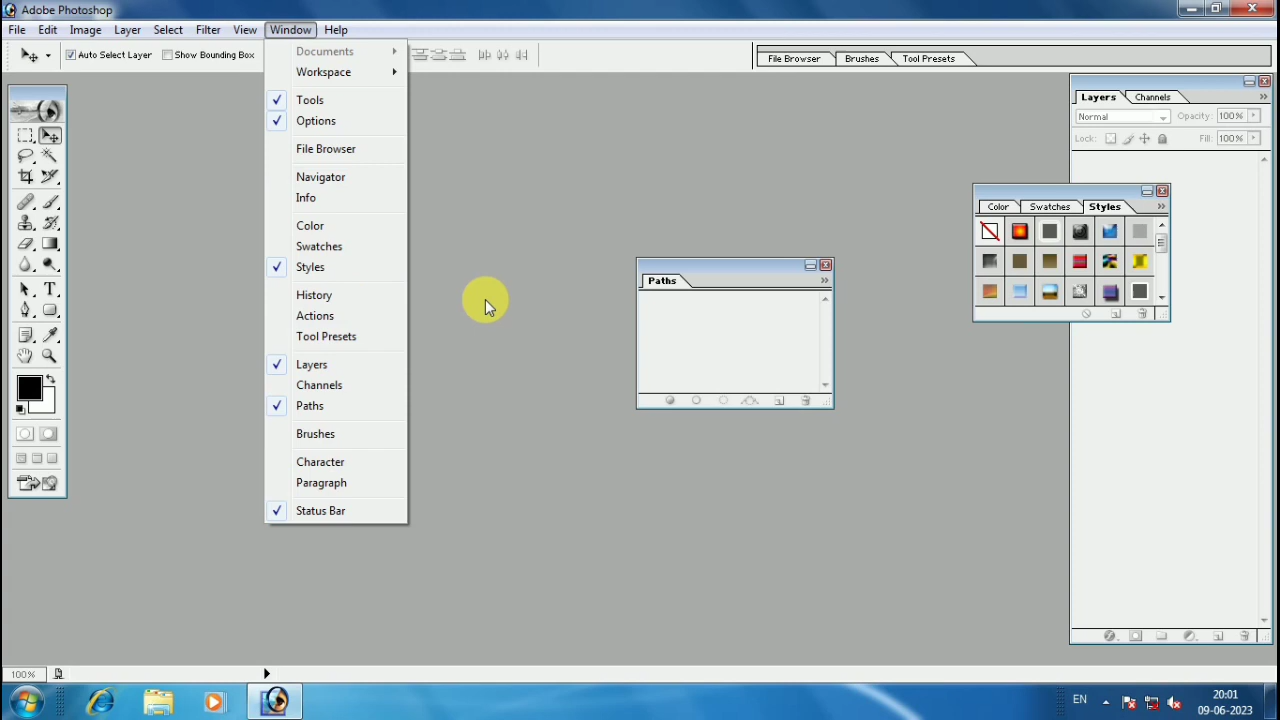 Adobe Photoshop
File Edit Image Layer Select Filter View Window Help
Auto Select Layer Show Bounding Box File Browser Brushes Tool Presets
Documents
Workspace
Tools
Options
File Browser
Navigator
Info
Color
Swatches
Styles
History
Actions
Tool Presets
Layers
Channels
Paths
Brushes
Character
Paragraph
Status Bar
Paths
Color Swatches Styles
Layers Channels
Normal Opacity: 100%
Lock: Fill: 100%
100%
EN
20:01
09-06-2023